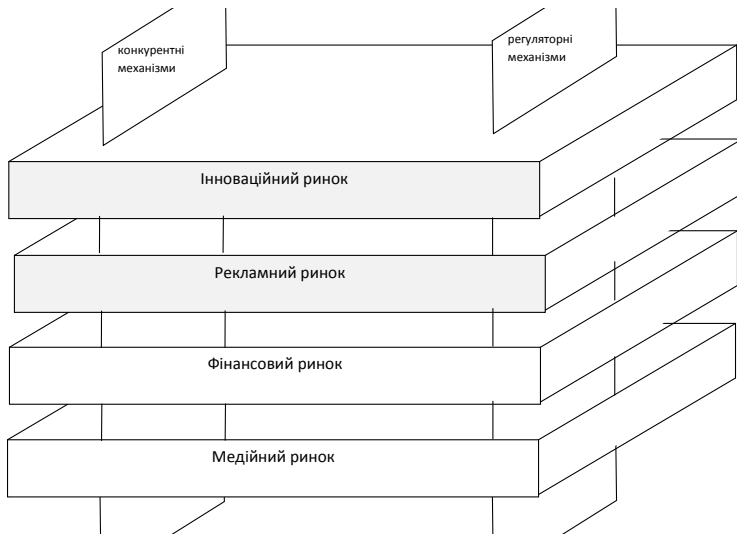 конкурентні
механізми
регуляторні
механізми
Інноваційний ринок
Рекламний ринок
Фінансовий ринок
Медійний ринок